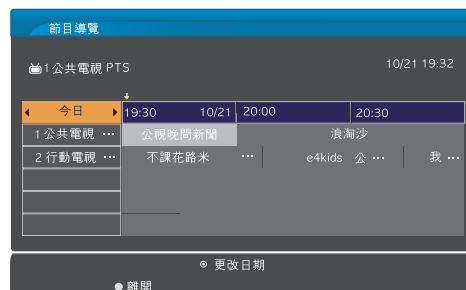 節目導覽
1公共電視 PTS 10/21 19:32
今日 19:30 10/21 20:00 20:30
1公共電視 ··· 公視晚間新聞 浪淘沙
2行動電視 ··· 不課花路米 ··· e4kids 公 ··· 我 ···
更改日期
離開